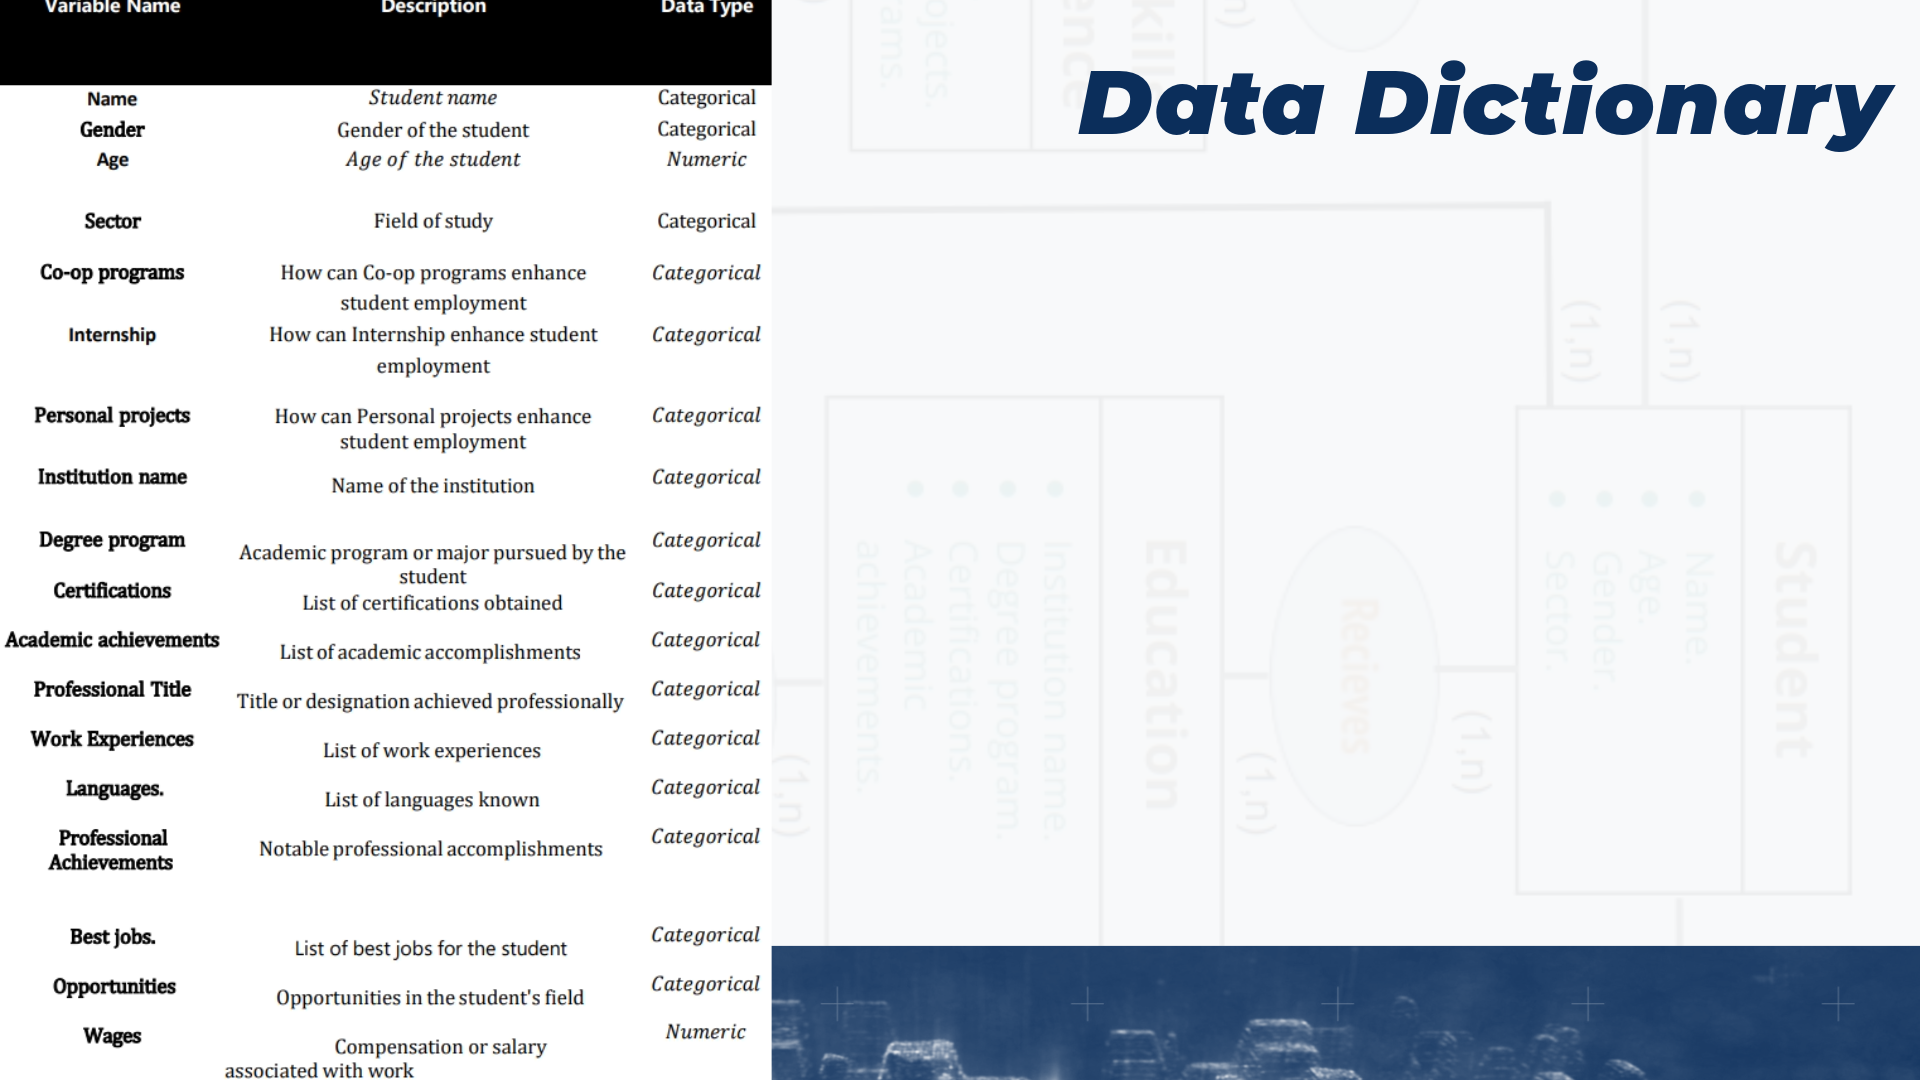 Variable Name Description Data Type
Data Dictionary
Name Student name Categorical
Gender Gender of the student Categorical
Age Age of the student Numeric
Sector Field of study Categorical
Co-op programs How can Co-op programs enhance Categorical
student employment
Internship How can Internship enhance student Categorical
employment
Personal projects How can Personal projects enhance Categorical
student employment
Institution name Name of the institution Categorical
Degree program Academic program or major pursued by the Categorical
student
Certifications List of certifications obtained Categorical
Academic achievements List of academic accomplishments Categorical
Professional Title Title or designation achieved professionally Categorical
Work Experiences List of work experiences Categorical
Languages. List of languages known Categorical
Professional Notable professional accomplishments Categorical
Achievements
Best jobs. List of best jobs for the student Categorical
Opportunities Opportunities in the student's field Categorical
Wages Compensation or salary Numeric
associated with work
Student
Name.
Age.
Gender.
Sector.
(1,n)
(1,n)
(1,n)
Recieves
(1,n)
Education
Institution name.
Degree program.
Certifications.
Academic
achievements.
(1,n)